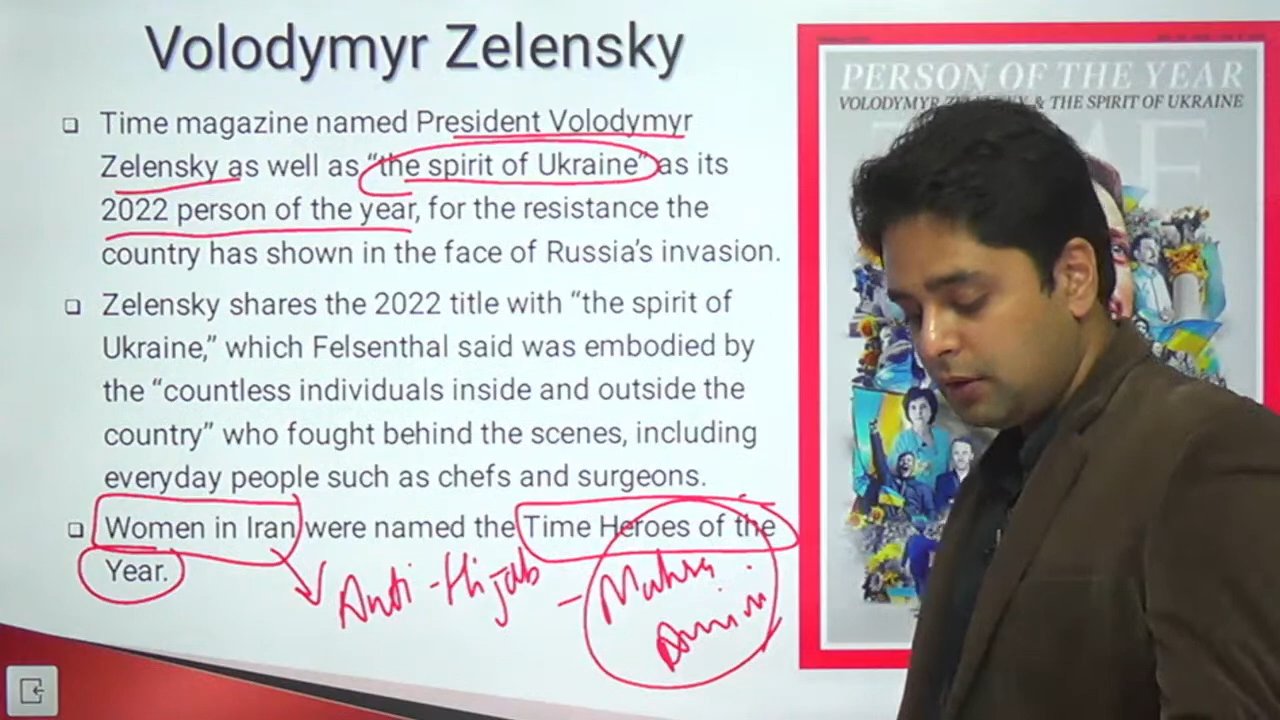 Volodymyr Zelensky
Time magazine named President Volodymyr
Zelensky as well as “the spirit of Ukraine” as its
2022 person of the year, for the resistance the
country has shown in the face of Russia’s invasion.
Zelensky shares the 2022 title with “the spirit of
Ukraine,” which Felsenthal said was embodied by
the “countless individuals inside and outside the
country” who fought behind the scenes, including
everyday people such as chefs and surgeons.
Women in Iran were named the Time Heroes of the
Year.
Anti-Hijab - Mahsa
Amini
PERSON OF THE YEAR
VOLODYMYR ZELENSKY & THE SPIRIT OF UKRAINE